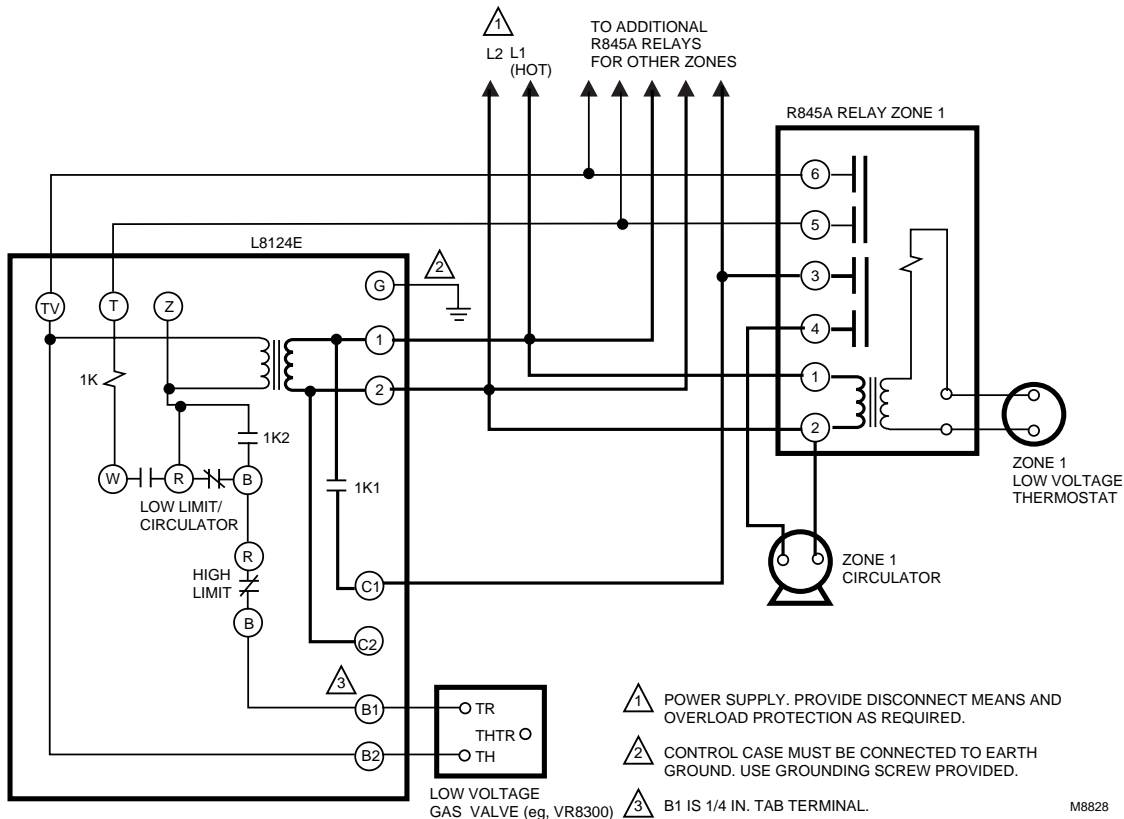 1
L2 L1
(HOT)
TO ADDITIONAL
R845A RELAYS
FOR OTHER ZONES
R845A RELAY ZONE 1
6
5
3
4
1
2
ZONE 1
LOW VOLTAGE
THERMOSTAT
ZONE 1
CIRCULATOR
L8124E
2
G
TV
T
Z
1
2
1K
1K2
1K1
W
R
B
LOW LIMIT/
CIRCULATOR
R
HIGH
LIMIT
B
C1
C2
3
B1
B2
TR
THTR
TH
LOW VOLTAGE
GAS VALVE (eg, VR8300)
1 POWER SUPPLY. PROVIDE DISCONNECT MEANS AND
OVERLOAD PROTECTION AS REQUIRED.
2 CONTROL CASE MUST BE CONNECTED TO EARTH
GROUND. USE GROUNDING SCREW PROVIDED.
3 B1 IS 1/4 IN. TAB TERMINAL.
M8828